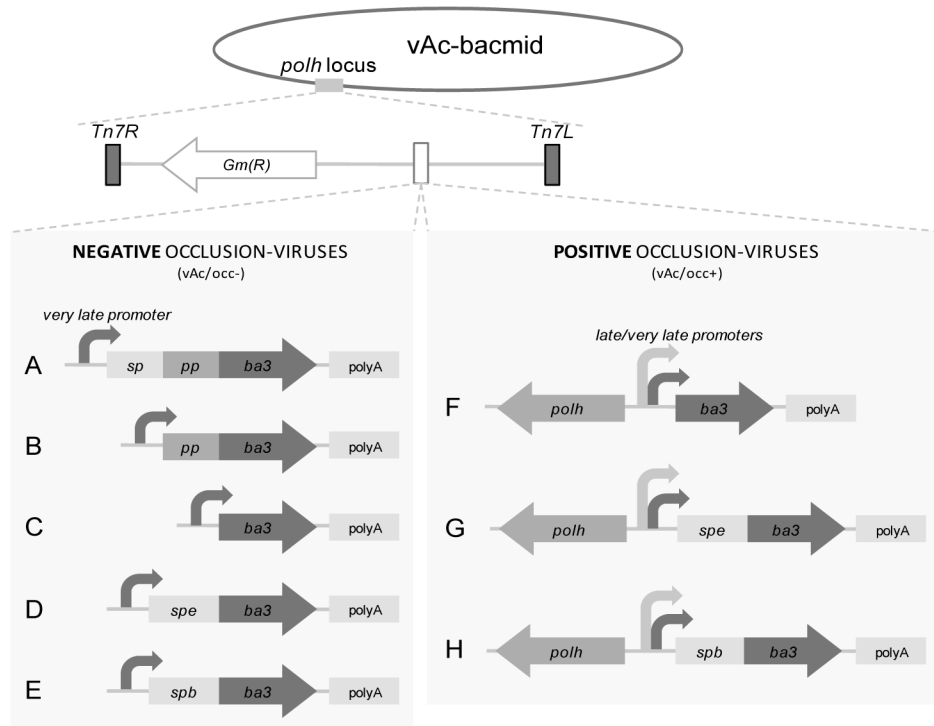 vAc-bacmid
polh locus
Tn7R
Tn7L
Gm(R)
NEGATIVE OCCLUSION-VIRUSES
(vAc/occ-)
very late promoter
A sp pp ba3 polyA
B pp ba3 polyA
C ba3 polyA
D spe ba3 polyA
E spb ba3 polyA
POSITIVE OCCLUSION-VIRUSES
(vAc/occ+)
late/very late promoters
F polh ba3 polyA
G polh spe ba3 polyA
H polh spb ba3 polyA